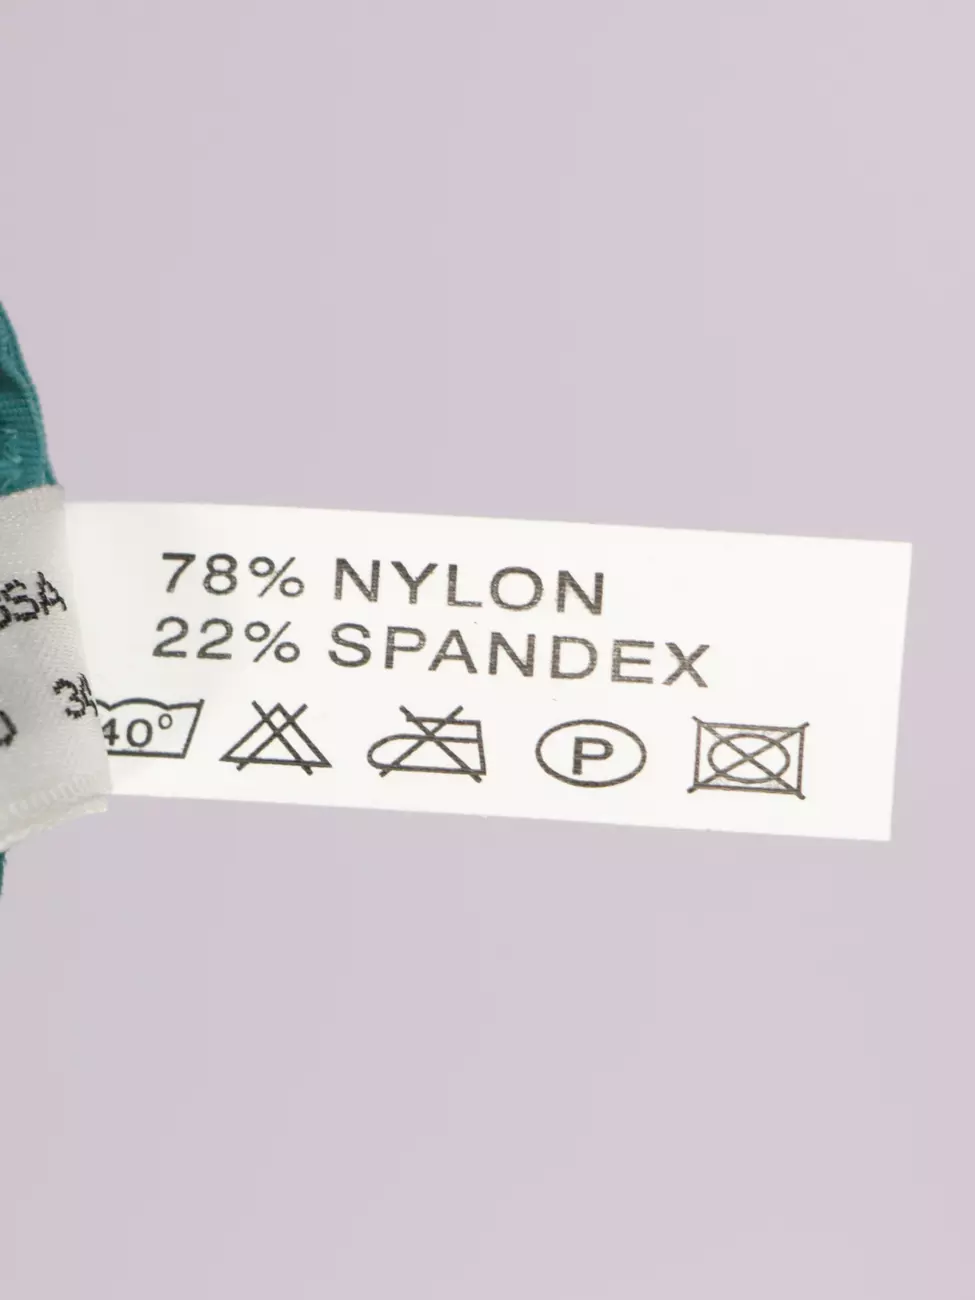 78% NYLON
22% SPANDEX
40°
P